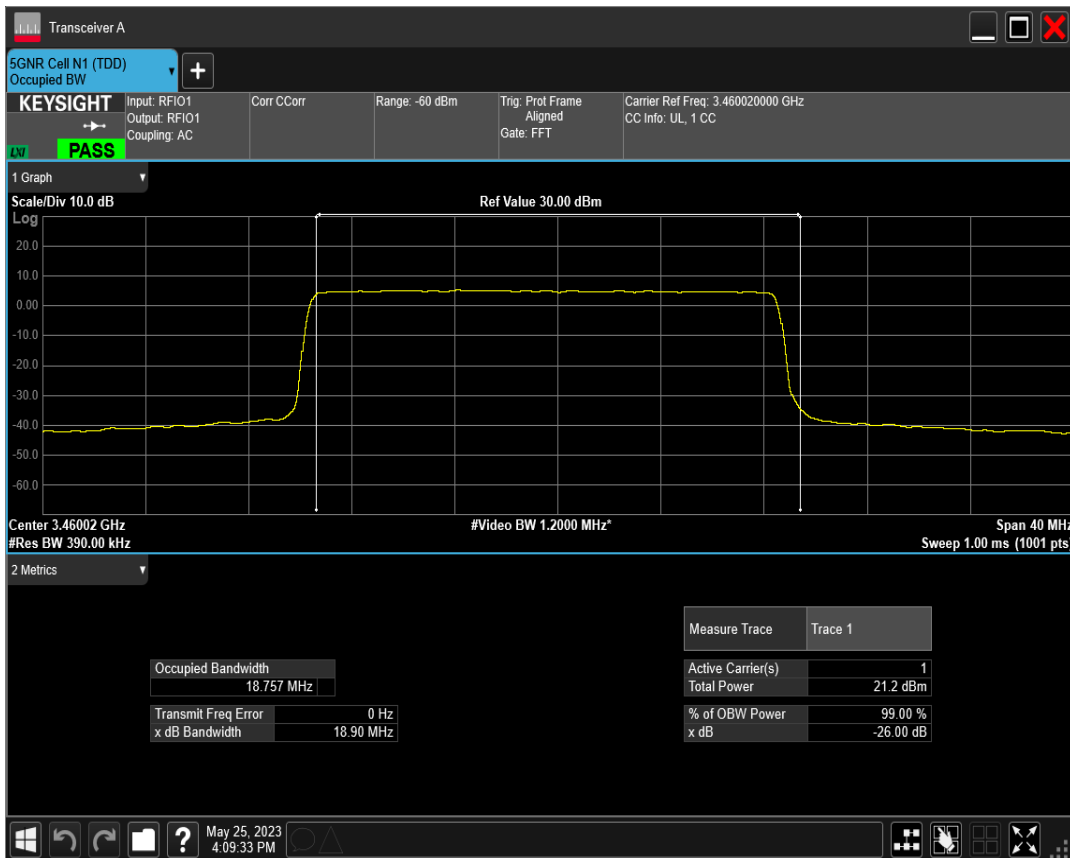 Transceiver A
5GNR Cell N1 (TDD)
Occupied BW
KEYSIGHT
LXI
PASS
Input: RFIO1
Output: RFIO1
Coupling: AC
Corr CCorr
Range: -60 dBm
Trig: Prot Frame
Aligned
Gate: FFT
Carrier Ref Freq: 3.460020000 GHz
CC Info: UL, 1 CC
1 Graph
Scale/Div 10.0 dB
Ref Value 30.00 dBm
Log
20.0
10.0
0.00
-10.0
-20.0
-30.0
-40.0
-50.0
-60.0
Center 3.46002 GHz
#Video BW 1.2000 MHz*
Span 40 MHz
#Res BW 390.00 kHz
Sweep 1.00 ms (1001 pts)
2 Metrics
Measure Trace Trace 1
Occupied Bandwidth
18.757 MHz
Active Carrier(s) 1
Total Power 21.2 dBm
Transmit Freq Error 0 Hz
x dB Bandwidth 18.90 MHz
% of OBW Power 99.00 %
x dB -26.00 dB
?
May 25, 2023
4:09:33 PM